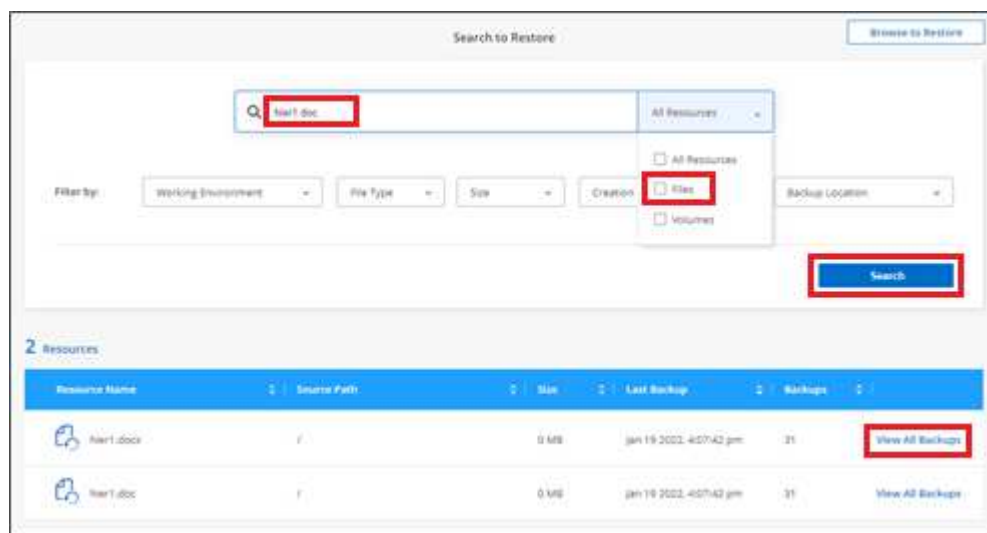 Search to Restore
Browse to Restore
hier1.doc
All Resources
All Resources
Files
Volumes
Filter by:
Working Environment
File Type
Size
Creation
Backup Location
Search
2 Resources
Resource Name
Source Path
Size
Last Backup
Backups
hier1.docx / 0 MB Jan 19 2022, 4:07:42 pm 31 View All Backups
hier1.doc / 0 MB Jan 19 2022, 4:07:42 pm 31 View All Backups